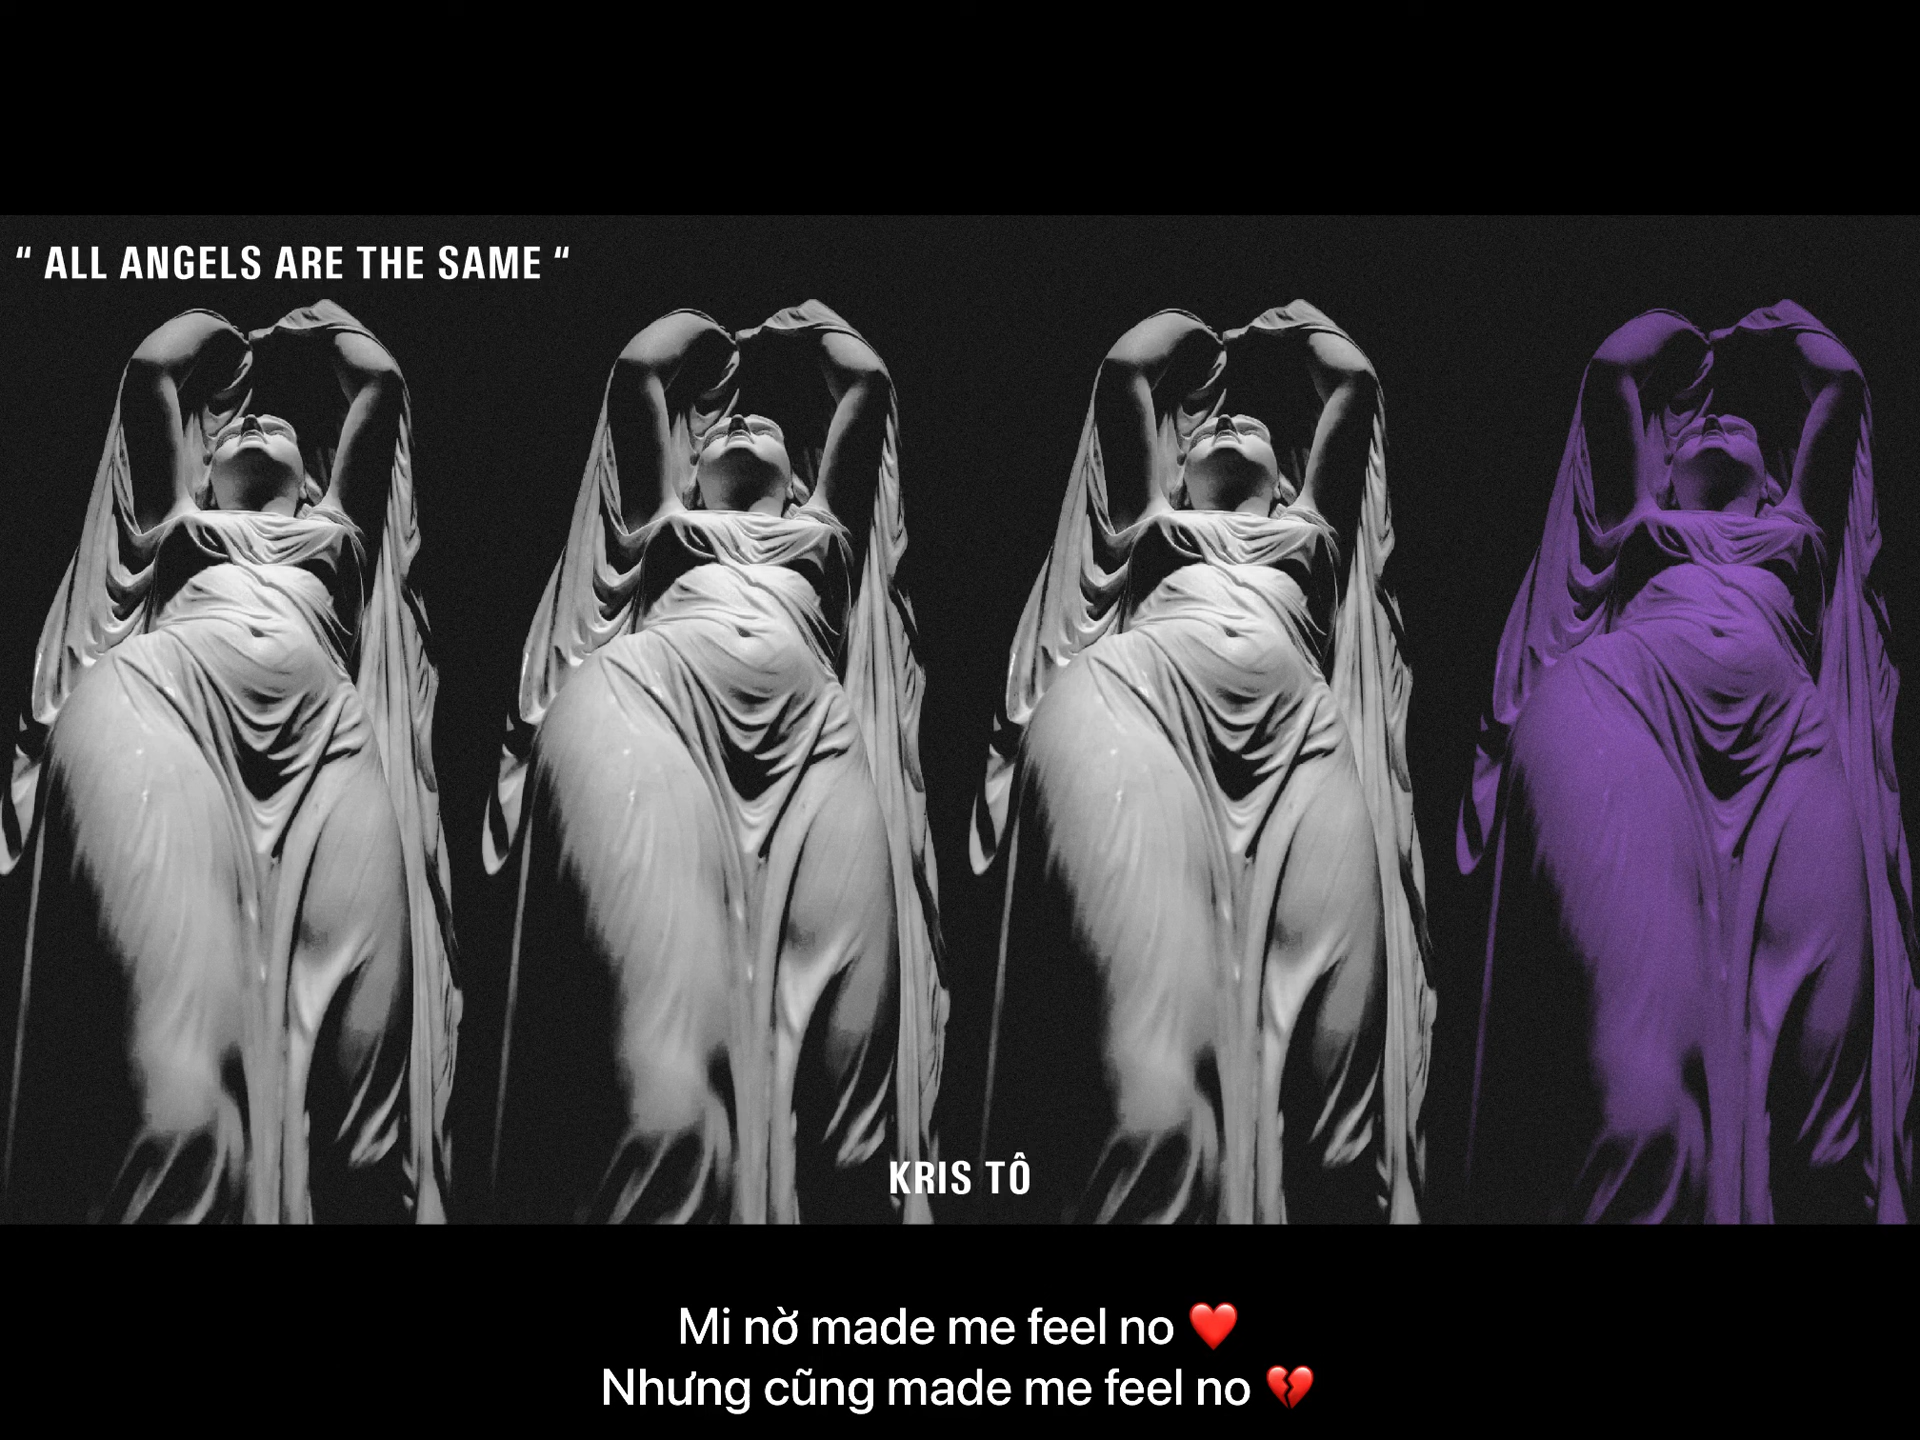 “ ALL ANGELS ARE THE SAME “
KRIS TÔ
Mi nờ made me feel no ❤️
Nhưng cũng made me feel no 💔